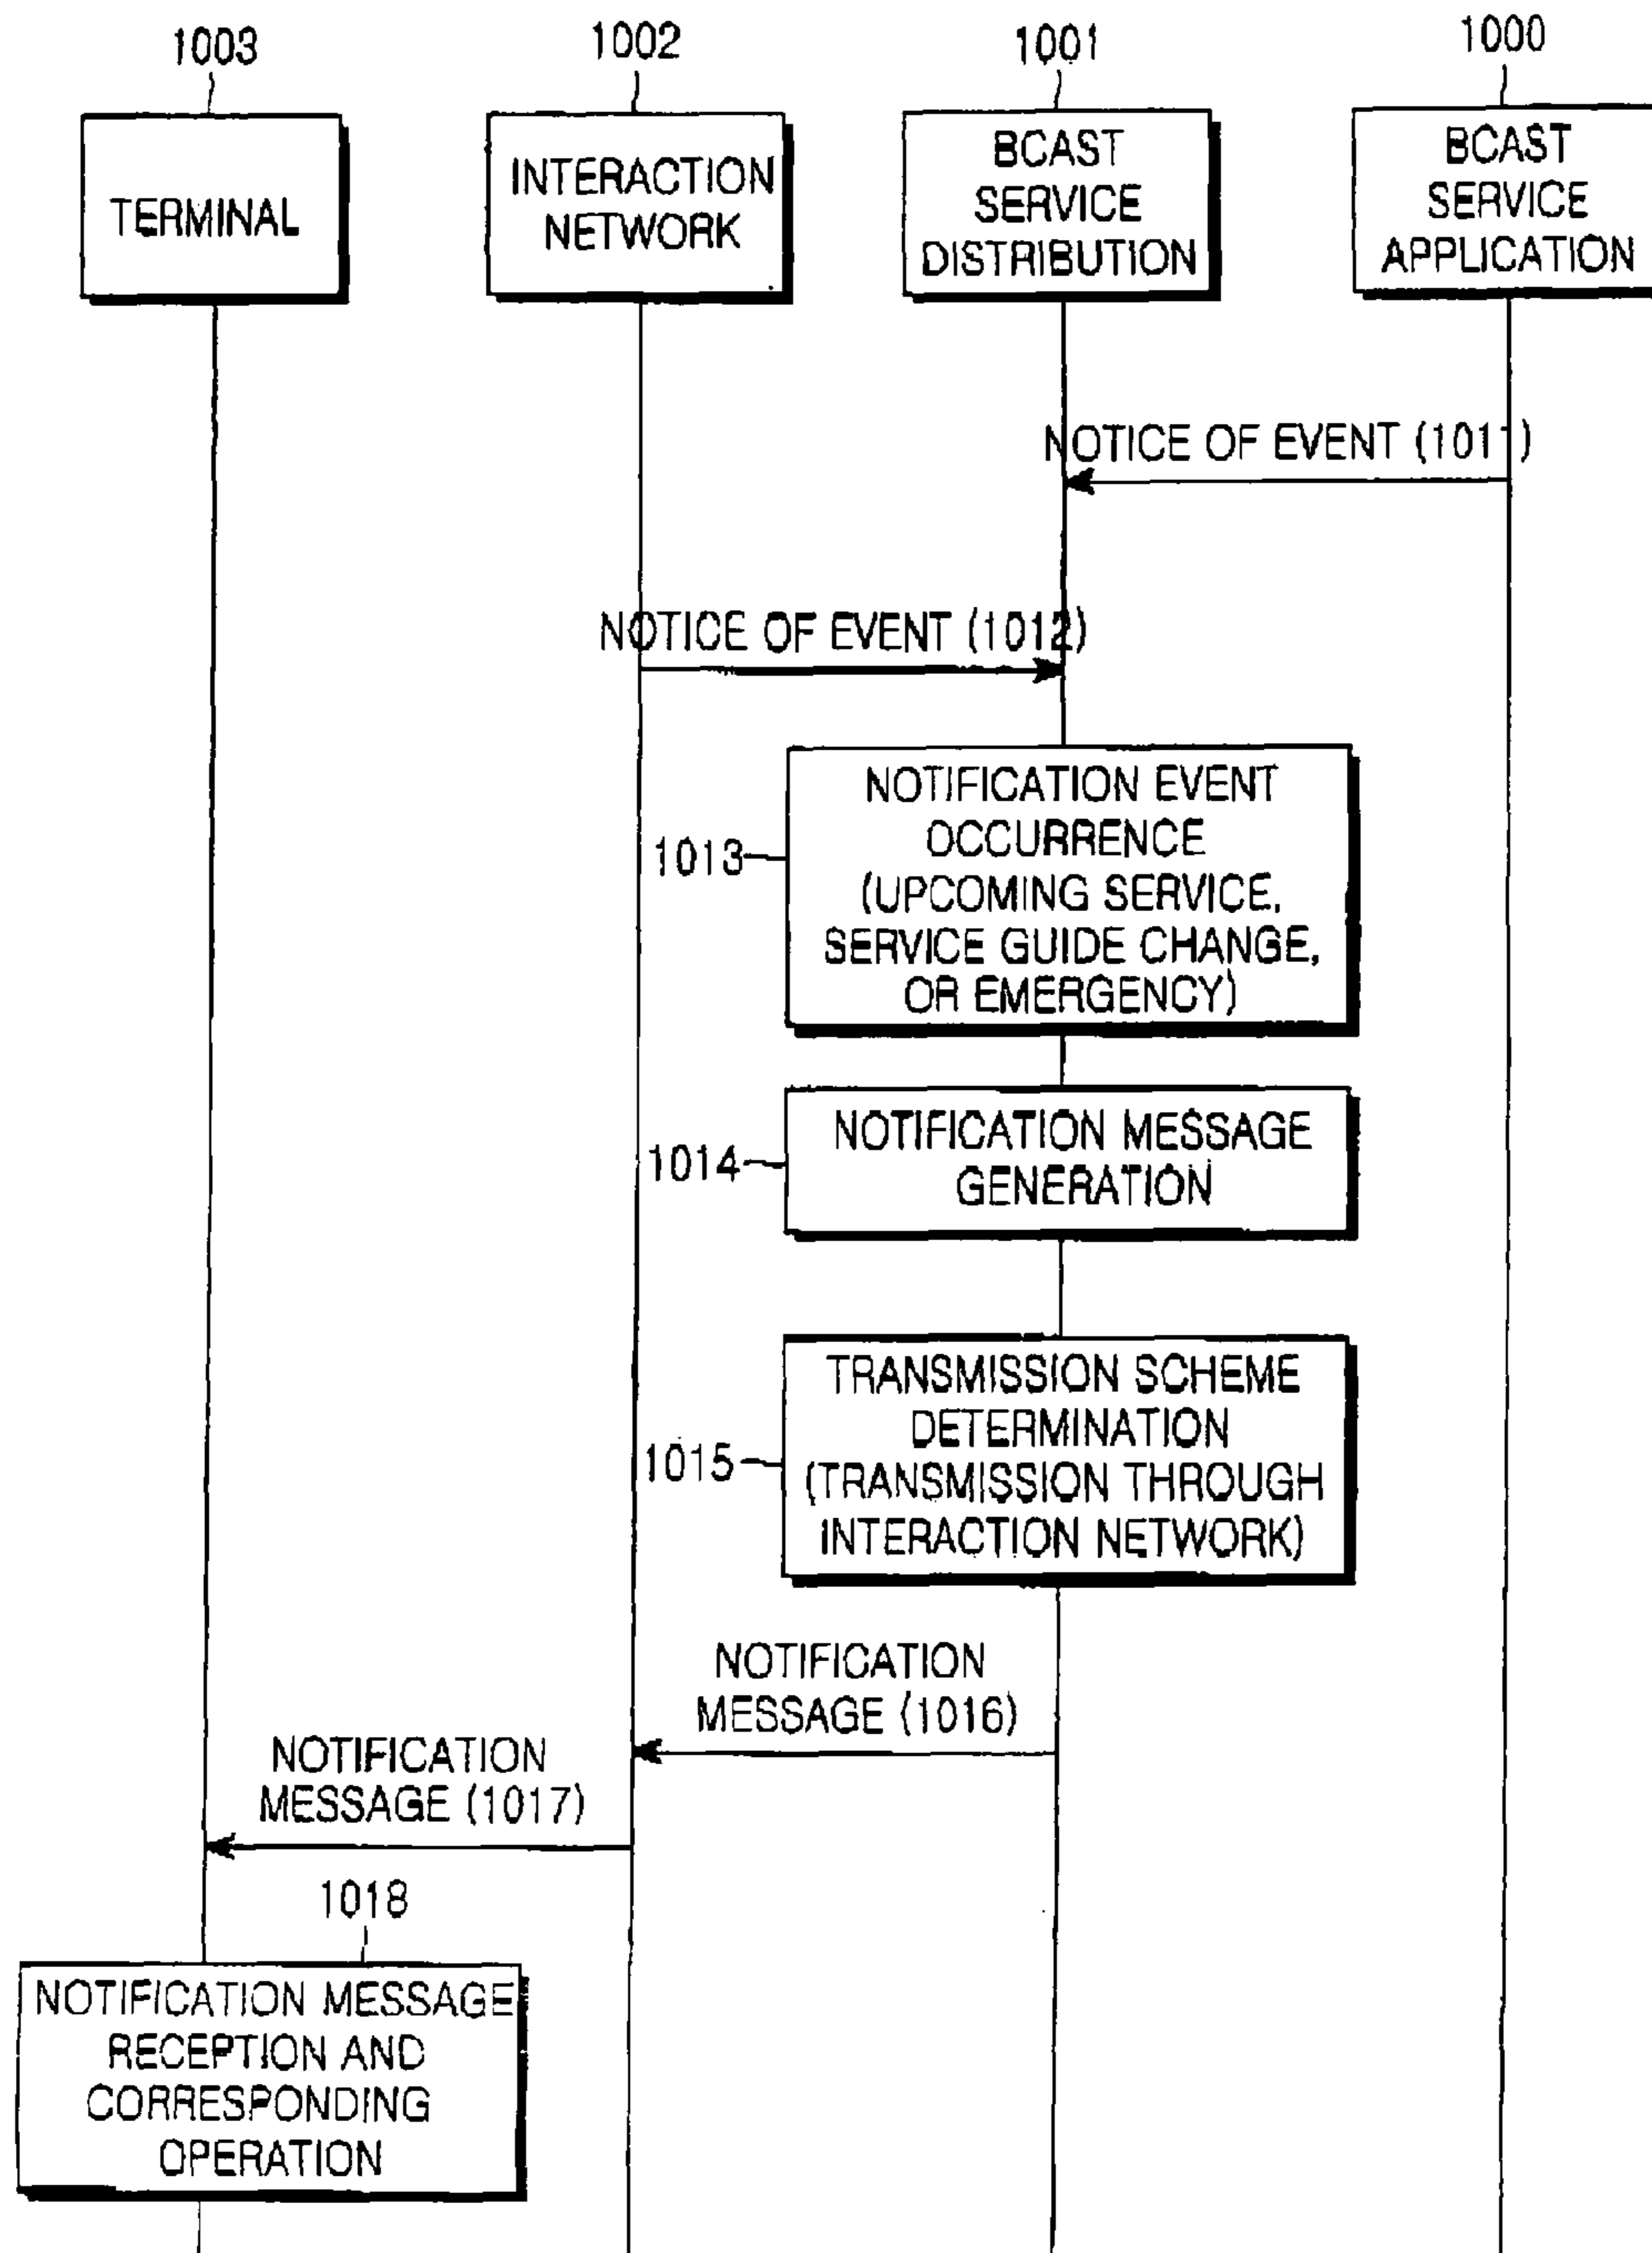 1003
1002
1001
1000
TERMINAL
INTERACTION
NETWORK
BCAST
SERVICE
DISTRIBUTION
BCAST
SERVICE
APPLICATION
NOTICE OF EVENT (1011)
NOTICE OF EVENT (1012)
1013
NOTIFICATION EVENT
OCCURRENCE
(UPCOMING SERVICE,
SERVICE GUIDE CHANGE,
OR EMERGENCY)
1014
NOTIFICATION MESSAGE
GENERATION
1015
TRANSMISSION SCHEME
DETERMINATION
(TRANSMISSION THROUGH
INTERACTION NETWORK)
NOTIFICATION
MESSAGE (1016)
NOTIFICATION
MESSAGE (1017)
1018
NOTIFICATION MESSAGE
RECEPTION AND
CORRESPONDING
OPERATION